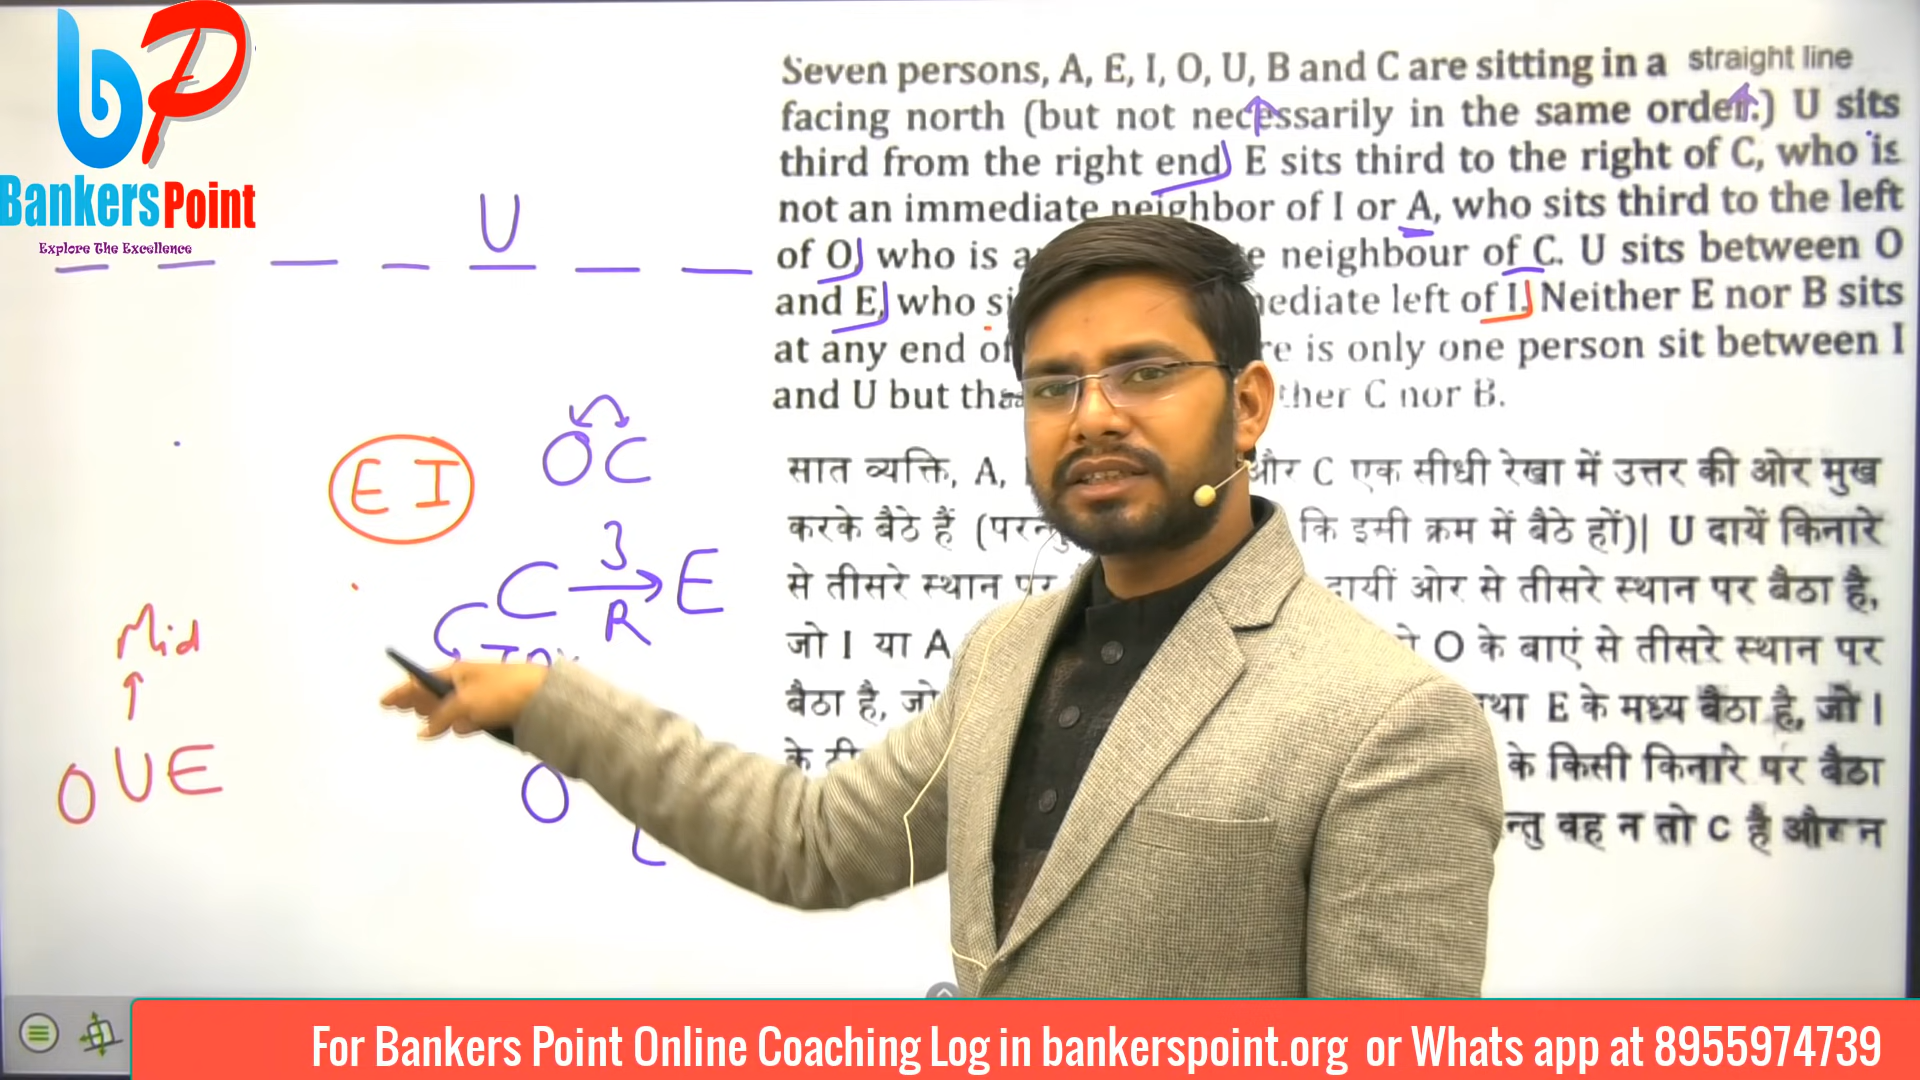 bP
BankersPoint
Explore The Excellence
Seven persons, A, E, I, O, U, B and C are sitting in a straight line
facing north (but not necessarily in the same order.) U sits
third from the right end. E sits third to the right of C, who is
not an immediate neighbor of I or A, who sits third to the left
of O, who is a e neighbour of C. U sits between O
and E, who si mediate left of I. Neither E nor B sits
at any end of re is only one person sit between I
and U but tha ther C nor B.
सात व्यक्ति, A, और C एक सीधी रेखा में उत्तर की ओर मुख
करके बैठे हैं (परन्तु कि इसी क्रम में बैठे हों)| U दायें किनारे
से तीसरे स्थान पर दायीं ओर से तीसरे स्थान पर बैठा है,
जो I या A O के बाएं से तीसरे स्थान पर
बैठा है, जो था E के मध्य बैठा है, जो I
के ठी के किसी किनारे पर बैठा
न्तु वह न तो C है और न
U
O C
E I
C 3 R E
Mid
O U E
O
For Bankers Point Online Coaching Log in bankerspoint.org or Whats app at 8955974739